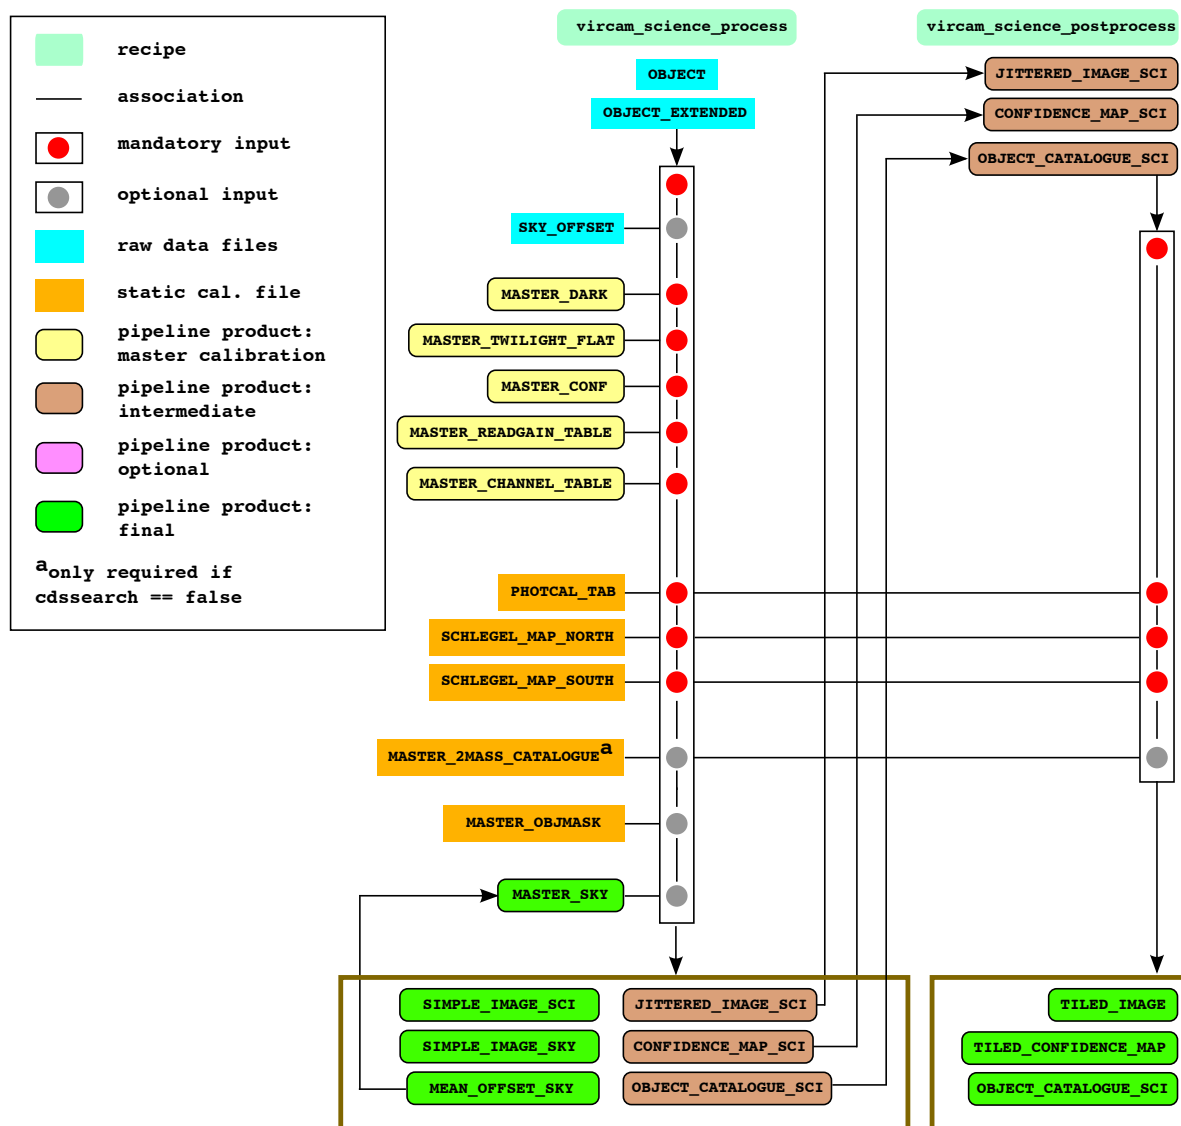 recipe
association
mandatory input
optional input
raw data files
static cal. file
pipeline product:
master calibration
pipeline product:
intermediate
pipeline product:
optional
pipeline product:
final
a only required if
cdssearch == false
vircam_science_process
OBJECT
OBJECT_EXTENDED
SKY_OFFSET
MASTER_DARK
MASTER_TWILIGHT_FLAT
MASTER_CONF
MASTER_READGAIN_TABLE
MASTER_CHANNEL_TABLE
PHOTCAL_TAB
SCHLEGEL_MAP_NORTH
SCHLEGEL_MAP_SOUTH
MASTER_2MASS_CATALOGUE a
MASTER_OBJMASK
MASTER_SKY
SIMPLE_IMAGE_SCI
SIMPLE_IMAGE_SKY
MEAN_OFFSET_SKY
JITTERED_IMAGE_SCI
CONFIDENCE_MAP_SCI
OBJECT_CATALOGUE_SCI
vircam_science_postprocess
JITTERED_IMAGE_SCI
CONFIDENCE_MAP_SCI
OBJECT_CATALOGUE_SCI
TILED_IMAGE
TILED_CONFIDENCE_MAP
OBJECT_CATALOGUE_SCI